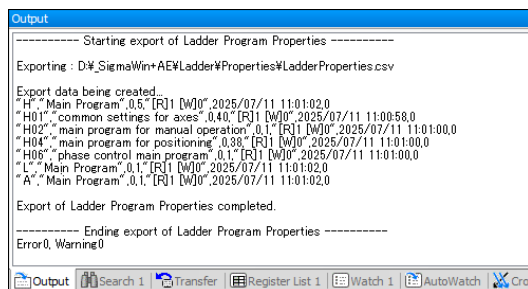 Output
---------- Starting export of Ladder Program Properties ----------
Exporting : D:¥_SigmaWin+AE¥Ladder¥Properties¥LadderProperties.csv
Export data being created...
"H","Main Program",0,5,"[R]1 [W]0",2025/07/11 11:01:02,0
"H01","common settings for axes",0,40,"[R]1 [W]0",2025/07/11 11:00:58,0
"H02","main program for manual operation",0,1,"[R]1 [W]0",2025/07/11 11:01:00,0
"H04","main program for positioning",0,38,"[R]1 [W]0",2025/07/11 11:01:00,0
"H06","phase control main program",0,1,"[R]1 [W]0",2025/07/11 11:01:00,0
"L","Main Program",0,1,"[R]1 [W]0",2025/07/11 11:01:02,0
"A","Main Program",0,1,"[R]1 [W]0",2025/07/11 11:01:02,0
Export of Ladder Program Properties completed.
---------- Ending export of Ladder Program Properties ----------
Error0, Warning0
Output Search 1 Transfer Register List 1 Watch 1 AutoWatch Cro